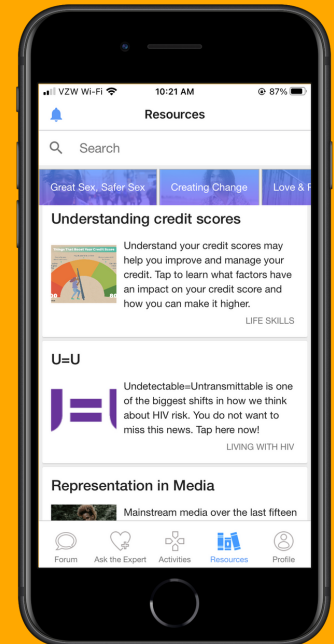 VZW Wi-Fi
10:21 AM
87%
Resources
Search
Great Sex, Safer Sex
Creating Change
Love &
Understanding credit scores
Understand your credit scores may
help you improve and manage your
credit. Tap to learn what factors have
an impact on your credit score and
how you can make it higher.
LIFE SKILLS
U=U
Undetectable=Untransmittable is one
of the biggest shifts in how we think
about HIV risk. You do not want to
miss this news. Tap here now!
LIVING WITH HIV
Representation in Media
Mainstream media over the last fifteen
Forum
Ask the Expert
Activities
Resources
Profile